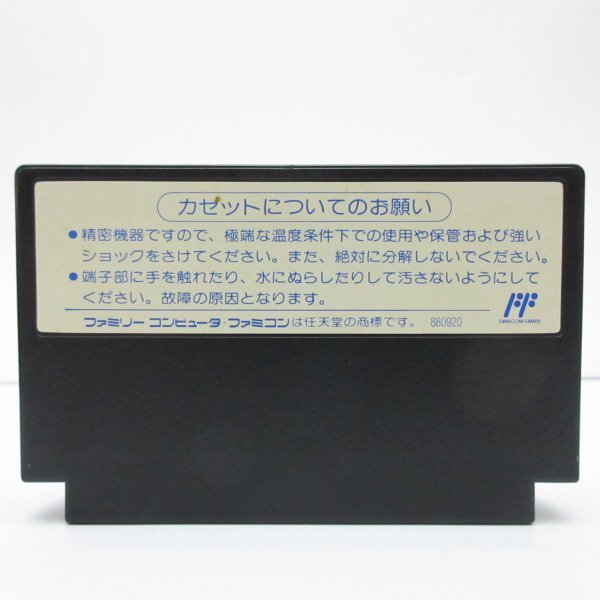 カセットについてのお願い
●精密機器ですので、極端な温度条件下での使用や保管および強い
ショックをさけてください。また、絶対に分解しないでください。
●端子部に手を触れたり、水にぬらしたりして汚さないようにして
ください。故障の原因となります。
FAMICOM FAMILY
ファミリー コンピュータ・ファミコンは任天堂の商標です。 880920